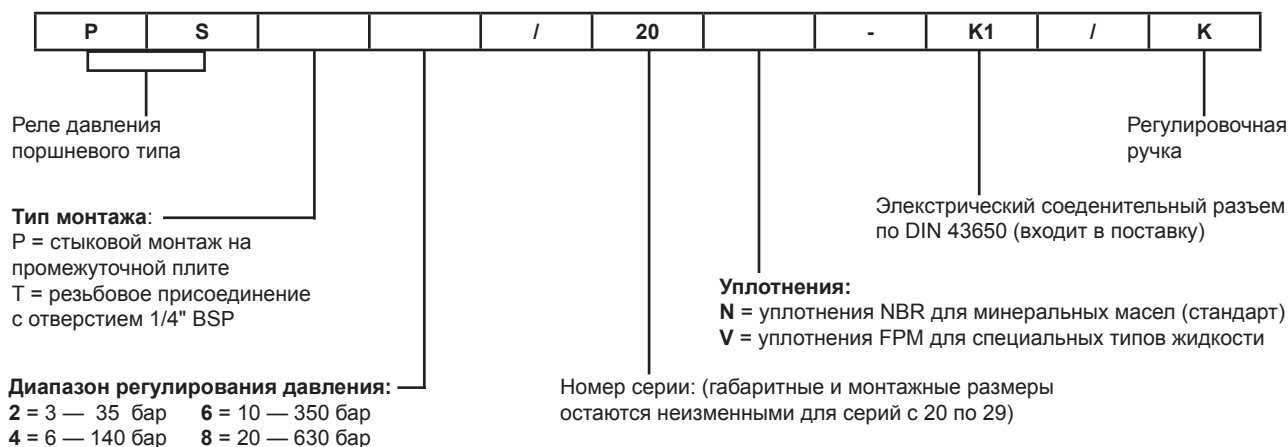 P S / 20 - K1 / K
Реле давления
поршневого типа
Регулировочная
ручка
Тип монтажа:
P = стыковой монтаж на
промежуточной плите
T = резьбовое присоединение
с отверстием 1/4" BSP
Элекстрический соеденительный разъем
по DIN 43650 (входит в поставку)
Уплотнения:
N = уплотнения NBR для минеральных масел (стандарт)
V = уплотнения FPM для специальных типов жидкости
Диапазон регулирования давления:
2 = 3 — 35 бар 6 = 10 — 350 бар
4 = 6 — 140 бар 8 = 20 — 630 бар
Номер серии: (габаритные и монтажные размеры
остаются неизменными для серий с 20 по 29)